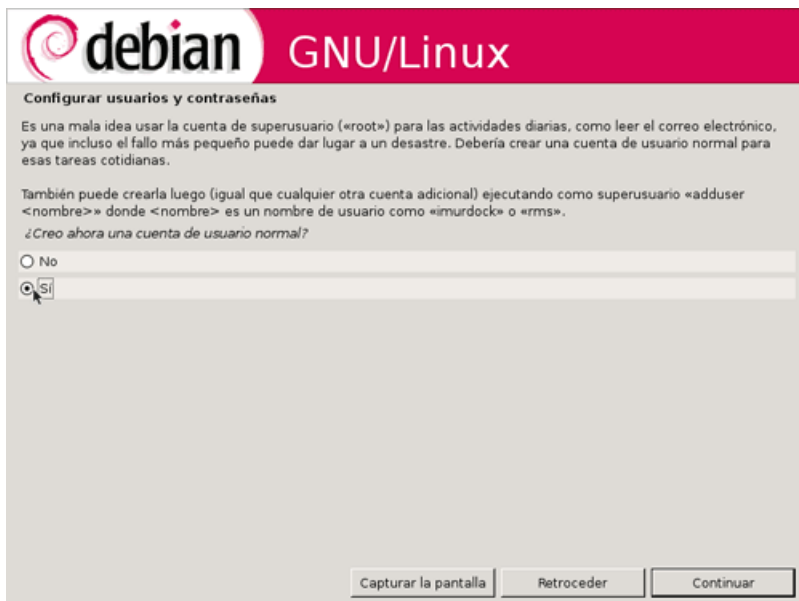 debian GNU/Linux
Configurar usuarios y contraseñas
Es una mala idea usar la cuenta de superusuario («root») para las actividades diarias, como leer el correo electrónico,
ya que incluso el fallo más pequeño puede dar lugar a un desastre. Debería crear una cuenta de usuario normal para
esas tareas cotidianas.
También puede crearla luego (igual que cualquier otra cuenta adicional) ejecutando como superusuario «adduser
<nombre>» donde <nombre> es un nombre de usuario como «imurdock» o «rms».
¿Creo ahora una cuenta de usuario normal?
No
Sí
Capturar la pantalla Retroceder Continuar